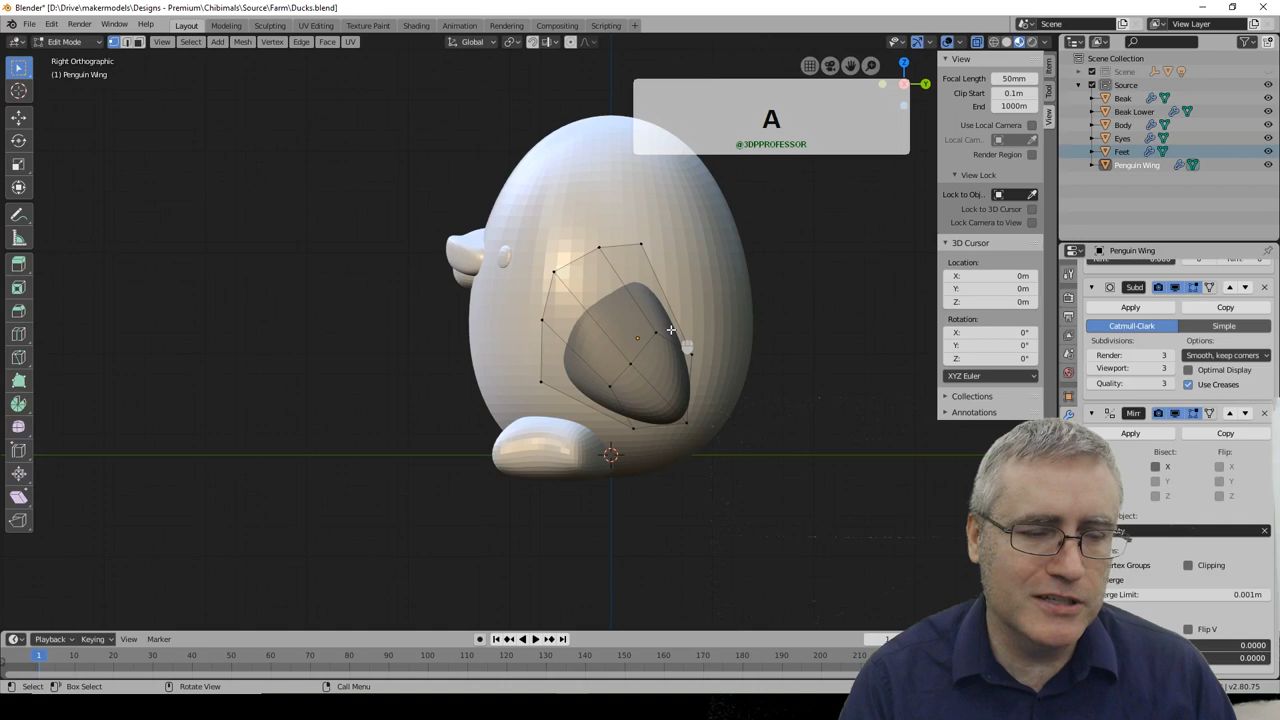 Blender* [D:\Drive\makermodels\Designs - Premium\Chibimals\Source\Farm\Ducks.blend]
File Edit Render Window Help Layout Modeling Sculpting UV Editing Texture Paint Shading Animation Rendering Compositing Scripting + Scene View Layer
Edit Mode View Select Add Mesh Vertex Edge Face UV Global
Right Orthographic
(1) Penguin Wing
A
@3DPPROFESSOR
Z
Y
View
Focal Length 50mm
Clip Start 0.1m
End 1000m
Use Local Camera
Local Cam..
Render Region
View Lock
Lock to Obj..
Lock to 3D Cursor
Lock Camera to View
3D Cursor
Location:
X: 0m
Y: 0m
Z: 0m
Rotation:
X: 0°
Y: 0°
Z: 0°
XYZ Euler
Collections
Annotations
Item
Tool
View
Scene Collection
Scene
Source
Beak
Beak Lower
Body
Eyes
Feet
Penguin Wing
Penguin Wing
Subd
Apply Copy
Catmull-Clark Simple
Subdivisions: Options:
Render: 3 Smooth, keep corners
Viewport: 3 Optimal Display
Quality: 3 Use Creases
Mirr
Apply Copy
Bisect: Flip:
X X
Y Y
Z Z
Clipping
0.001m
Flip V
0.0000
0.0000
Playback Keying View Marker 1
1 10 20 30 40 50 60 70 80 90 100 110 120 130 140 150 160 170 180 190 200 210
Select Box Select Rotate View Call Menu v2.80.75